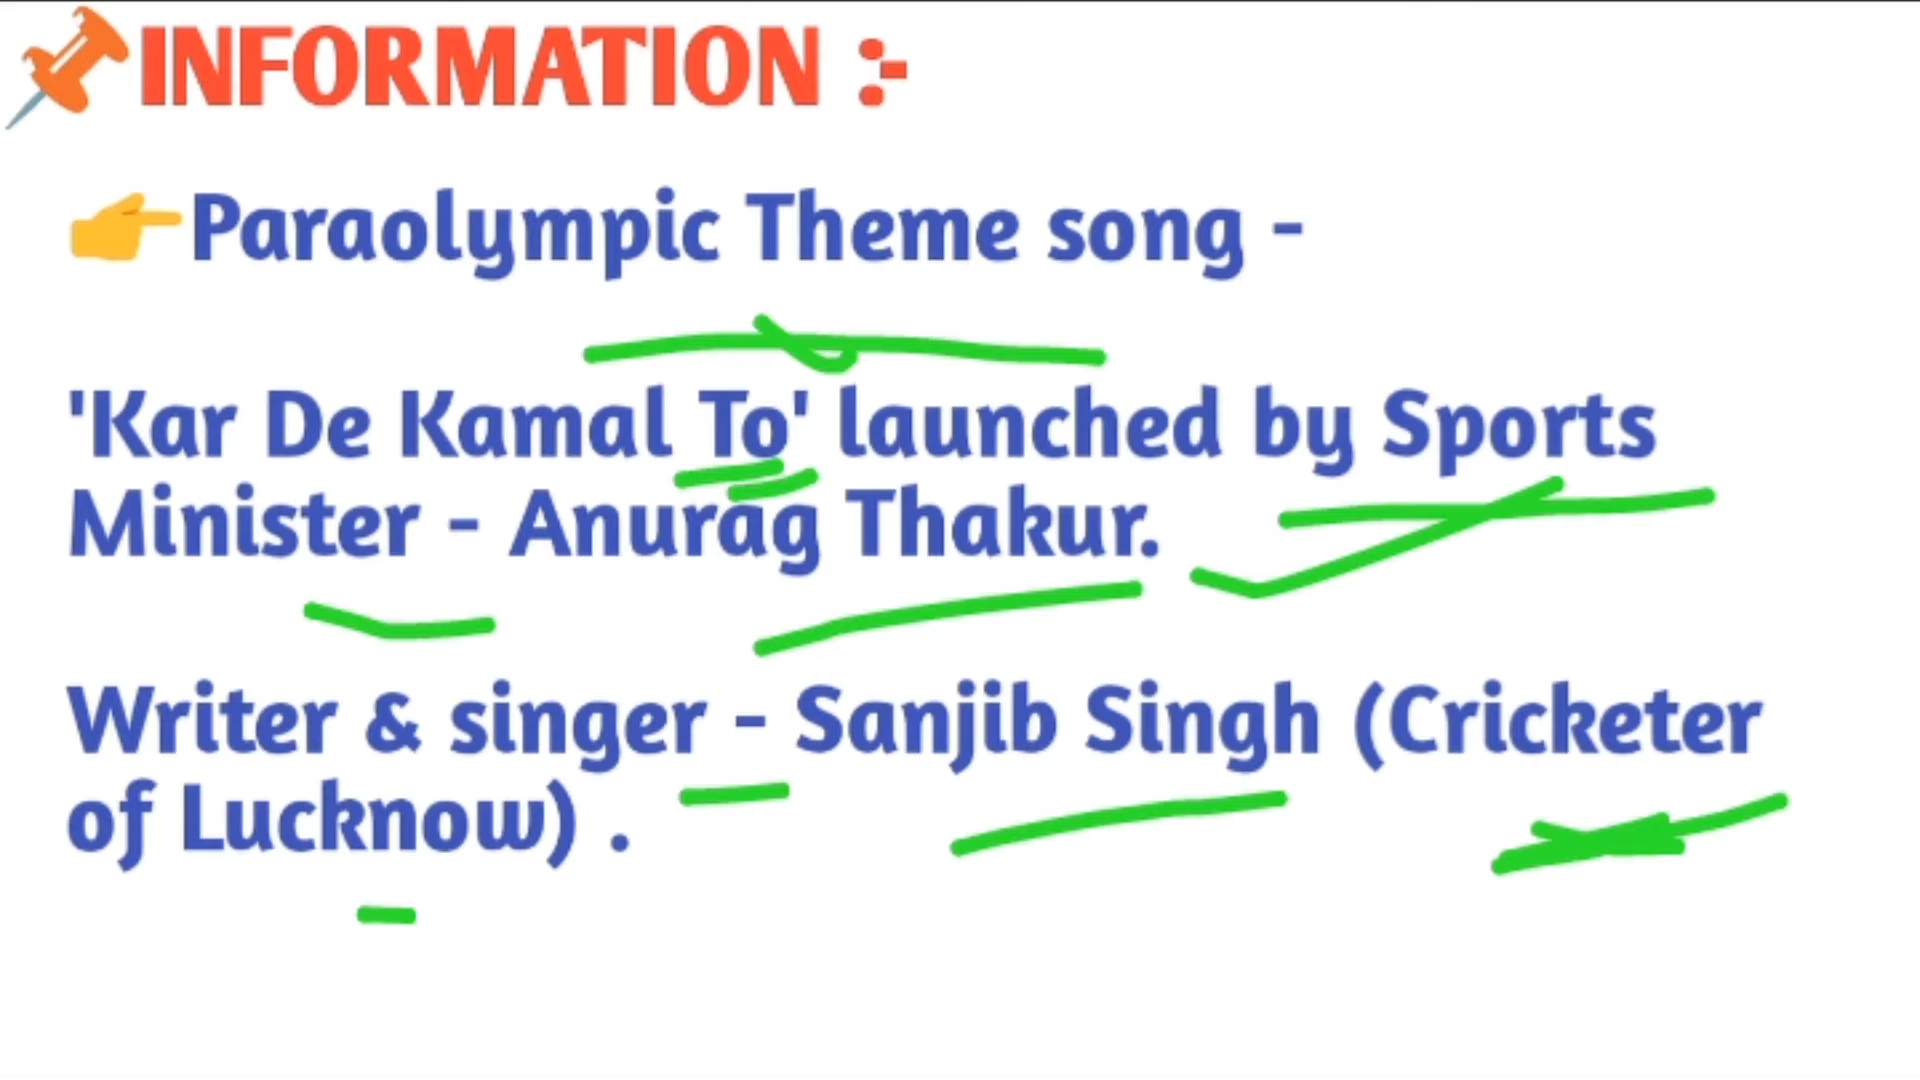 INFORMATION :-
Paraolympic Theme song -
'Kar De Kamal To' launched by Sports
Minister - Anurag Thakur.
Writer & singer - Sanjib Singh (Cricketer
of Lucknow) .